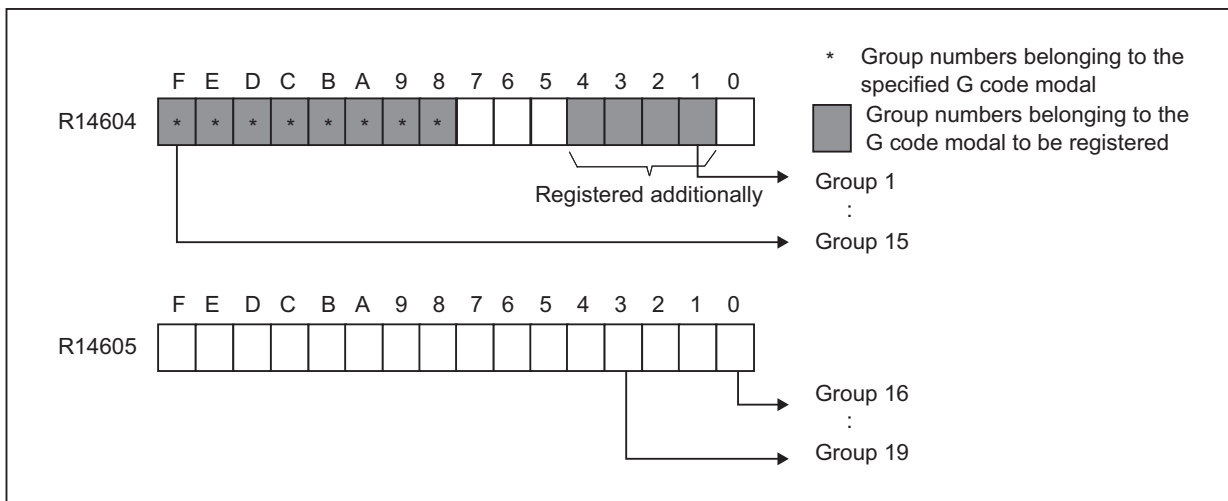 F E D C B A 9 8 7 6 5 4 3 2 1 0
R14604 * * * * * * * *
Registered additionally
* Group numbers belonging to the
specified G code modal
Group numbers belonging to the
G code modal to be registered
Group 1
:
Group 15
F E D C B A 9 8 7 6 5 4 3 2 1 0
R14605
Group 16
:
Group 19